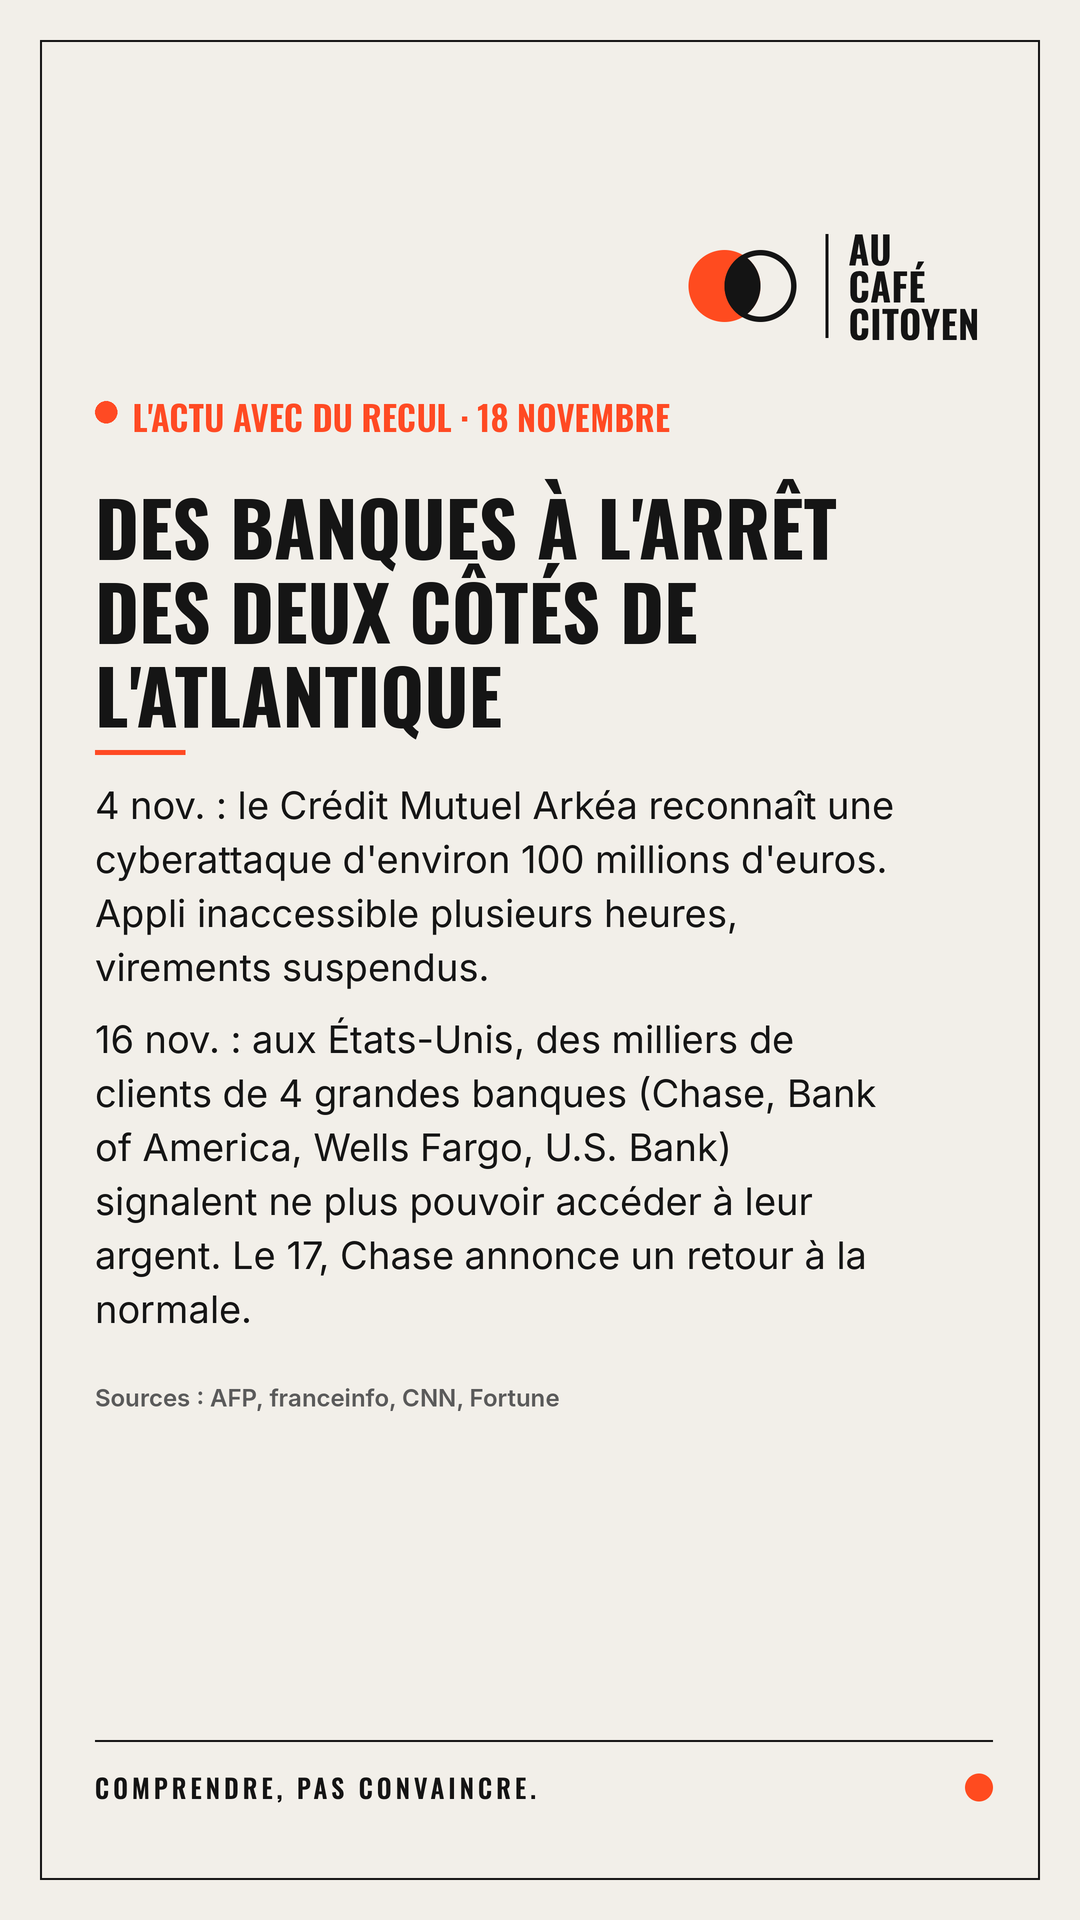 AU
CAFÉ
CITOYEN
L'ACTU AVEC DU RECUL · 18 NOVEMBRE
DES BANQUES À L'ARRÊT
DES DEUX CÔTÉS DE
L'ATLANTIQUE
4 nov. : le Crédit Mutuel Arkéa reconnaît une
cyberattaque d'environ 100 millions d'euros.
Appli inaccessible plusieurs heures,
virements suspendus.
16 nov. : aux États-Unis, des milliers de
clients de 4 grandes banques (Chase, Bank
of America, Wells Fargo, U.S. Bank)
signalent ne plus pouvoir accéder à leur
argent. Le 17, Chase annonce un retour à la
normale.
Sources : AFP, franceinfo, CNN, Fortune
COMPRENDRE, PAS CONVAINCRE.